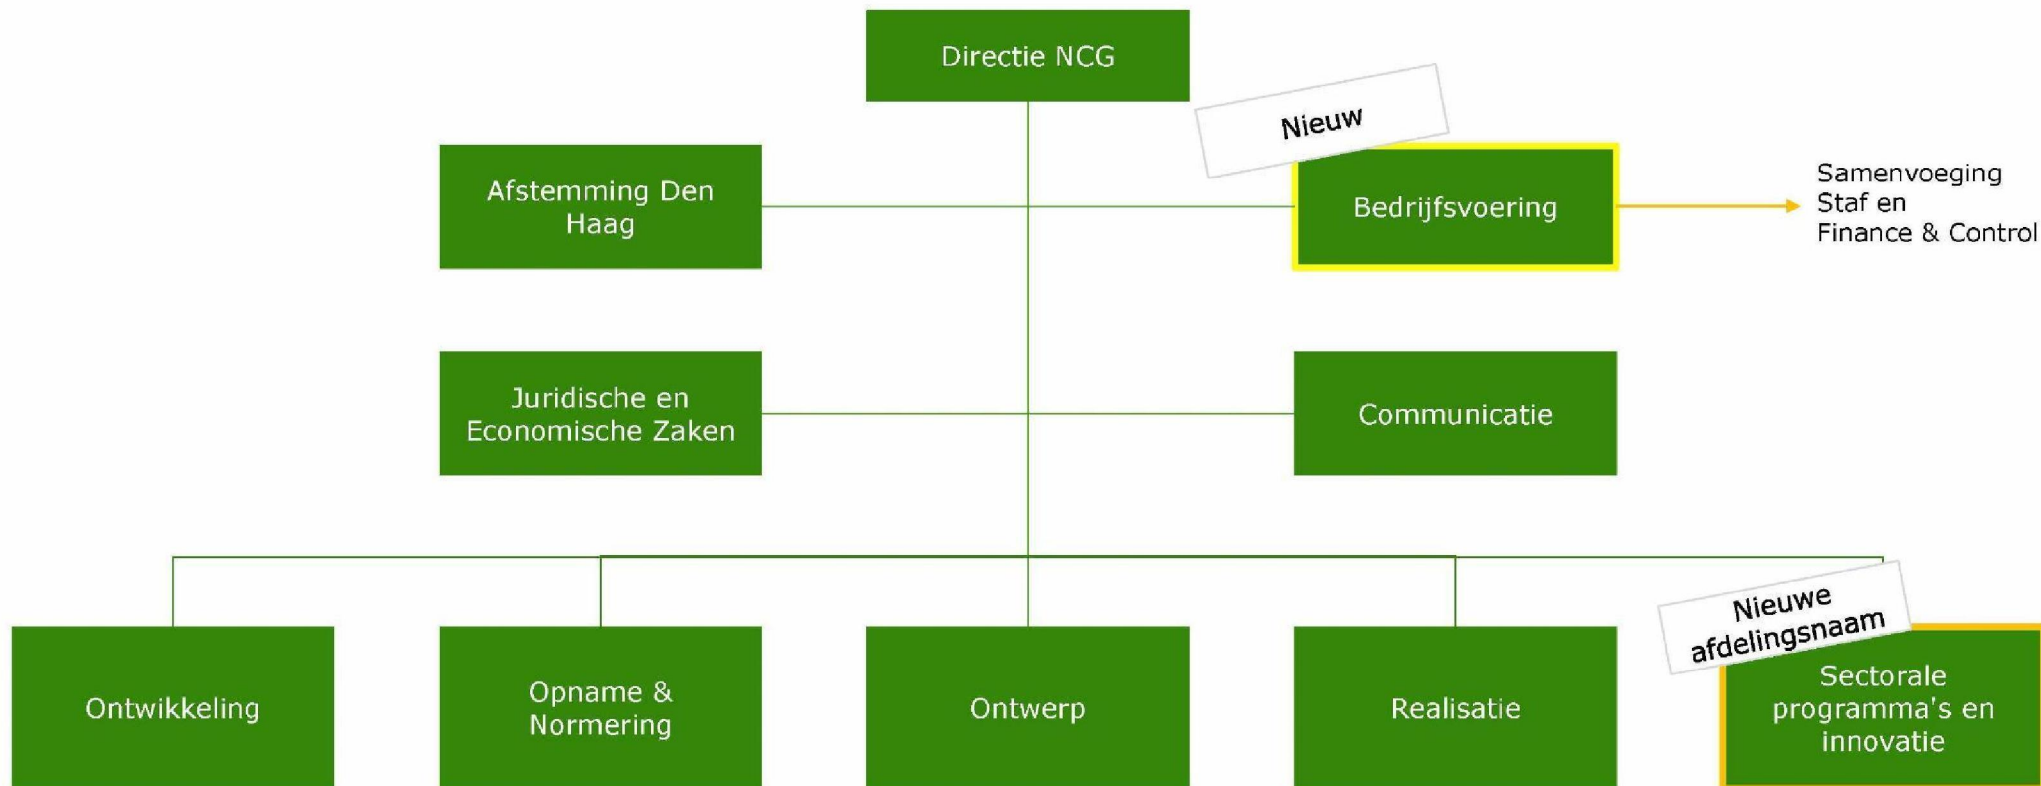 Directie NCG
Nieuw
Afstemming Den
Haag
Bedrijfsvoering
Samenvoeging
Staf en
Finance & Control
Juridische en
Economische Zaken
Communicatie
Ontwikkeling
Opname &
Normering
Ontwerp
Realisatie
Nieuwe
afdelingsnaam
Sectorale
programma's en
innovatie